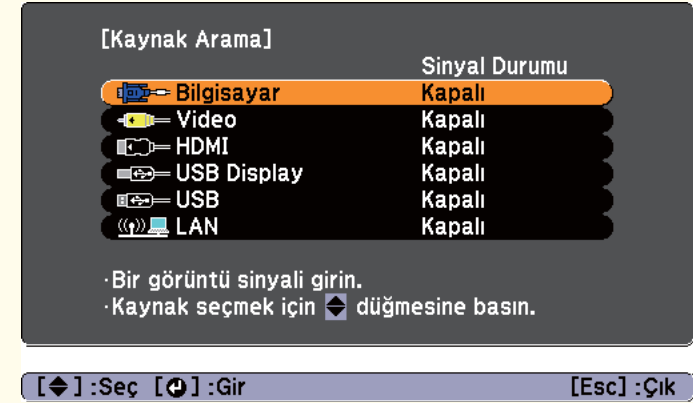 [Kaynak Arama]
Sinyal Durumu
Bilgisayar Kapalı
Video Kapalı
HDMI Kapalı
USB Display Kapalı
USB Kapalı
LAN Kapalı
·Bir görüntü sinyali girin.
·Kaynak seçmek için düğmesine basın.
[ ] :Seç [ ] :Gir [Esc] :Çık